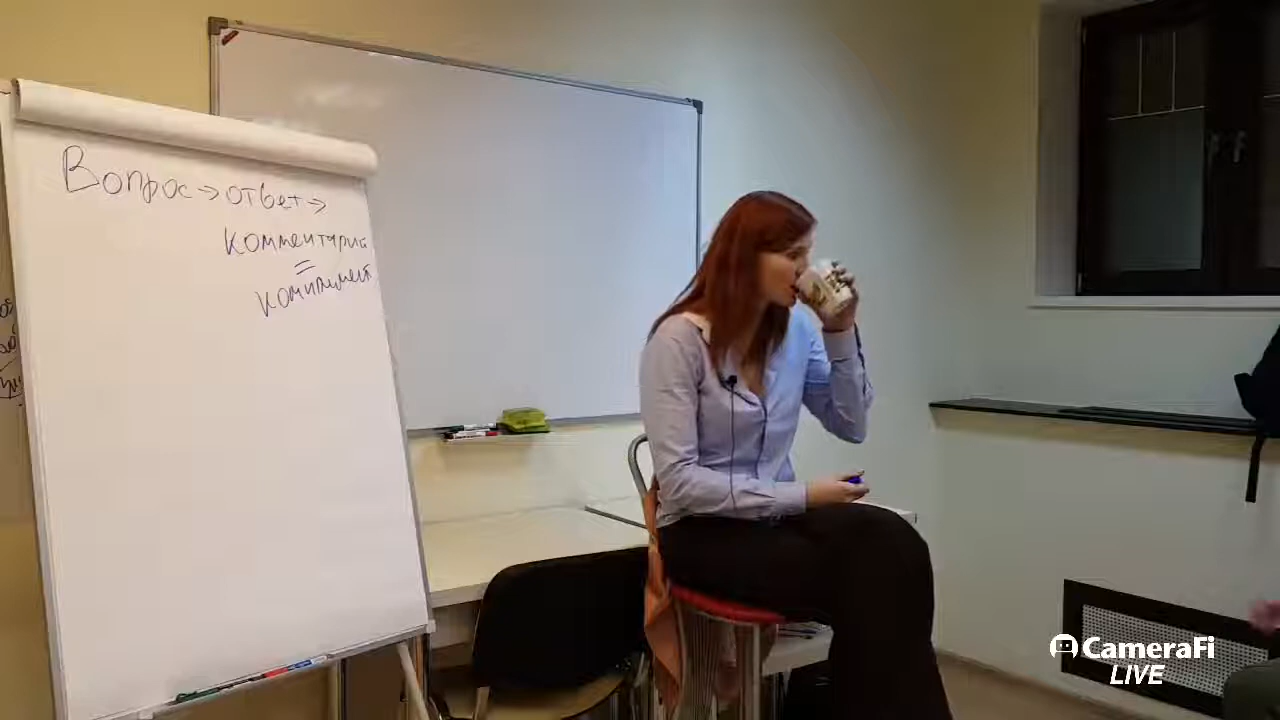 Вопрос → ответ →
комментарий
=
комплимент
CameraFi
LIVE